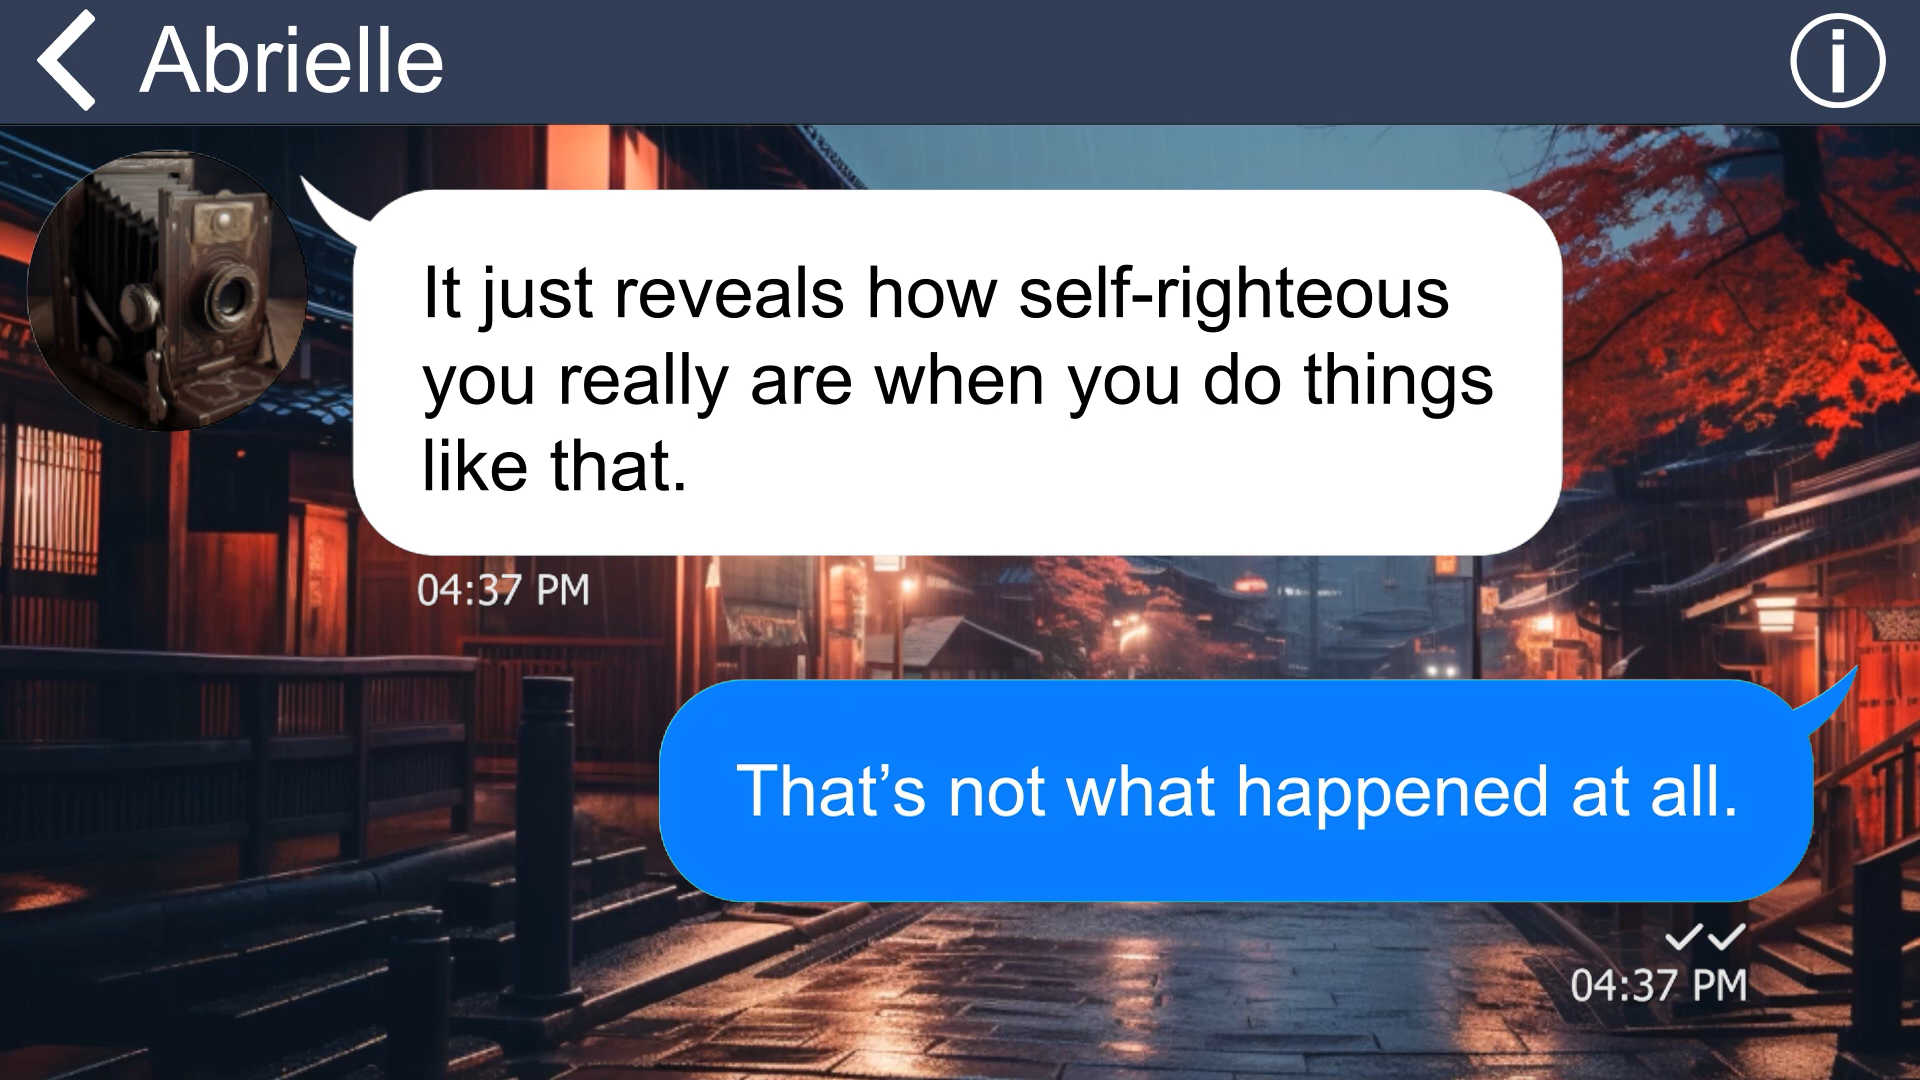 Abrielle
It just reveals how self-righteous
you really are when you do things
like that.
04:37 PM
That’s not what happened at all.
04:37 PM